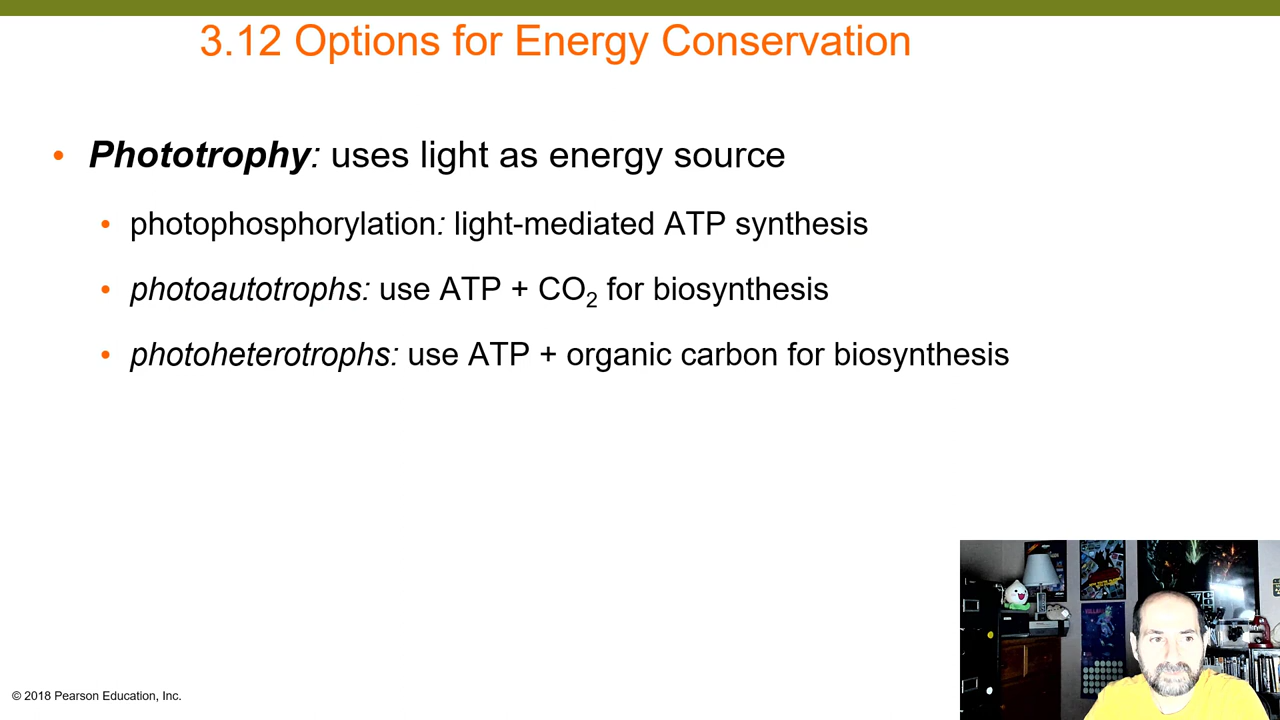 3.12 Options for Energy Conservation
• Phototrophy: uses light as energy source
• photophosphorylation: light-mediated ATP synthesis
• photoautotrophs: use ATP + CO₂ for biosynthesis
• photoheterotrophs: use ATP + organic carbon for biosynthesis
© 2018 Pearson Education, Inc.